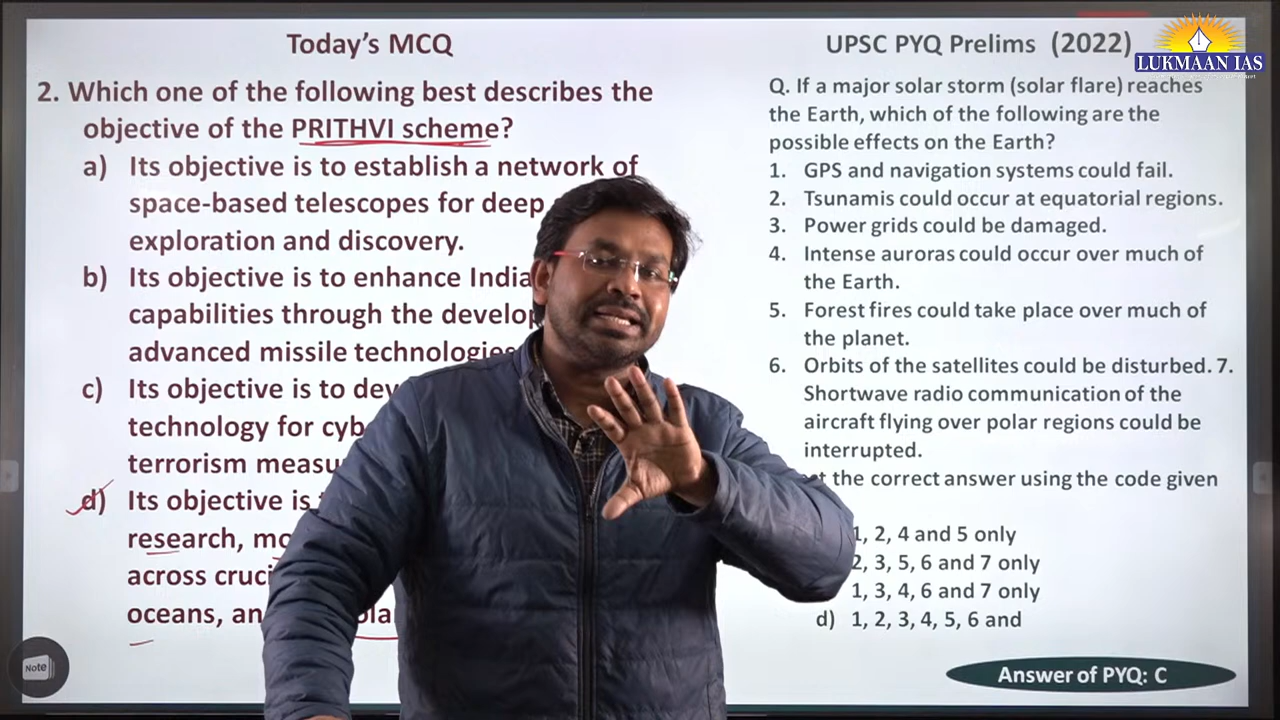 Today's MCQ
2. Which one of the following best describes the
objective of the PRITHVI scheme?
a) Its objective is to establish a network of
space-based telescopes for deep
exploration and discovery.
b) Its objective is to enhance India
capabilities through the
advanced missile technologies
c) Its objective is to
technology for
terrorism
d) Its objective is
research,
across
oceans,
Note
UPSC PYQ Prelims (2022)
LUKMAAN IAS
Q. If a major solar storm (solar flare) reaches
the Earth, which of the following are the
possible effects on the Earth?
1. GPS and navigation systems could fail.
2. Tsunamis could occur at equatorial regions.
3. Power grids could be damaged.
4. Intense auroras could occur over much of
the Earth.
5. Forest fires could take place over much of
the planet.
6. Orbits of the satellites could be disturbed. 7.
Shortwave radio communication of the
aircraft flying over polar regions could be
interrupted.
the correct answer using the code given
1, 2, 4 and 5 only
2, 3, 5, 6 and 7 only
1, 3, 4, 6 and 7 only
d) 1, 2, 3, 4, 5, 6 and
Answer of PYQ: C